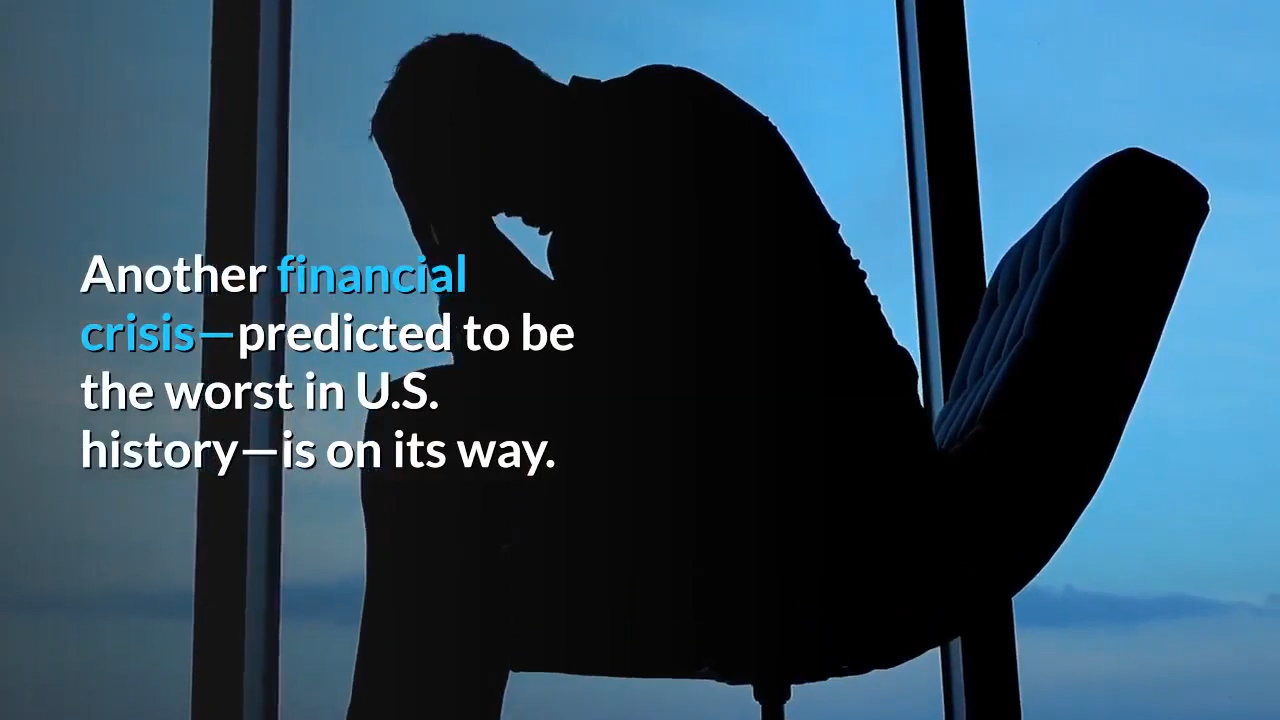 Another financial
crisis—predicted to be
the worst in U.S.
history—is on its way.